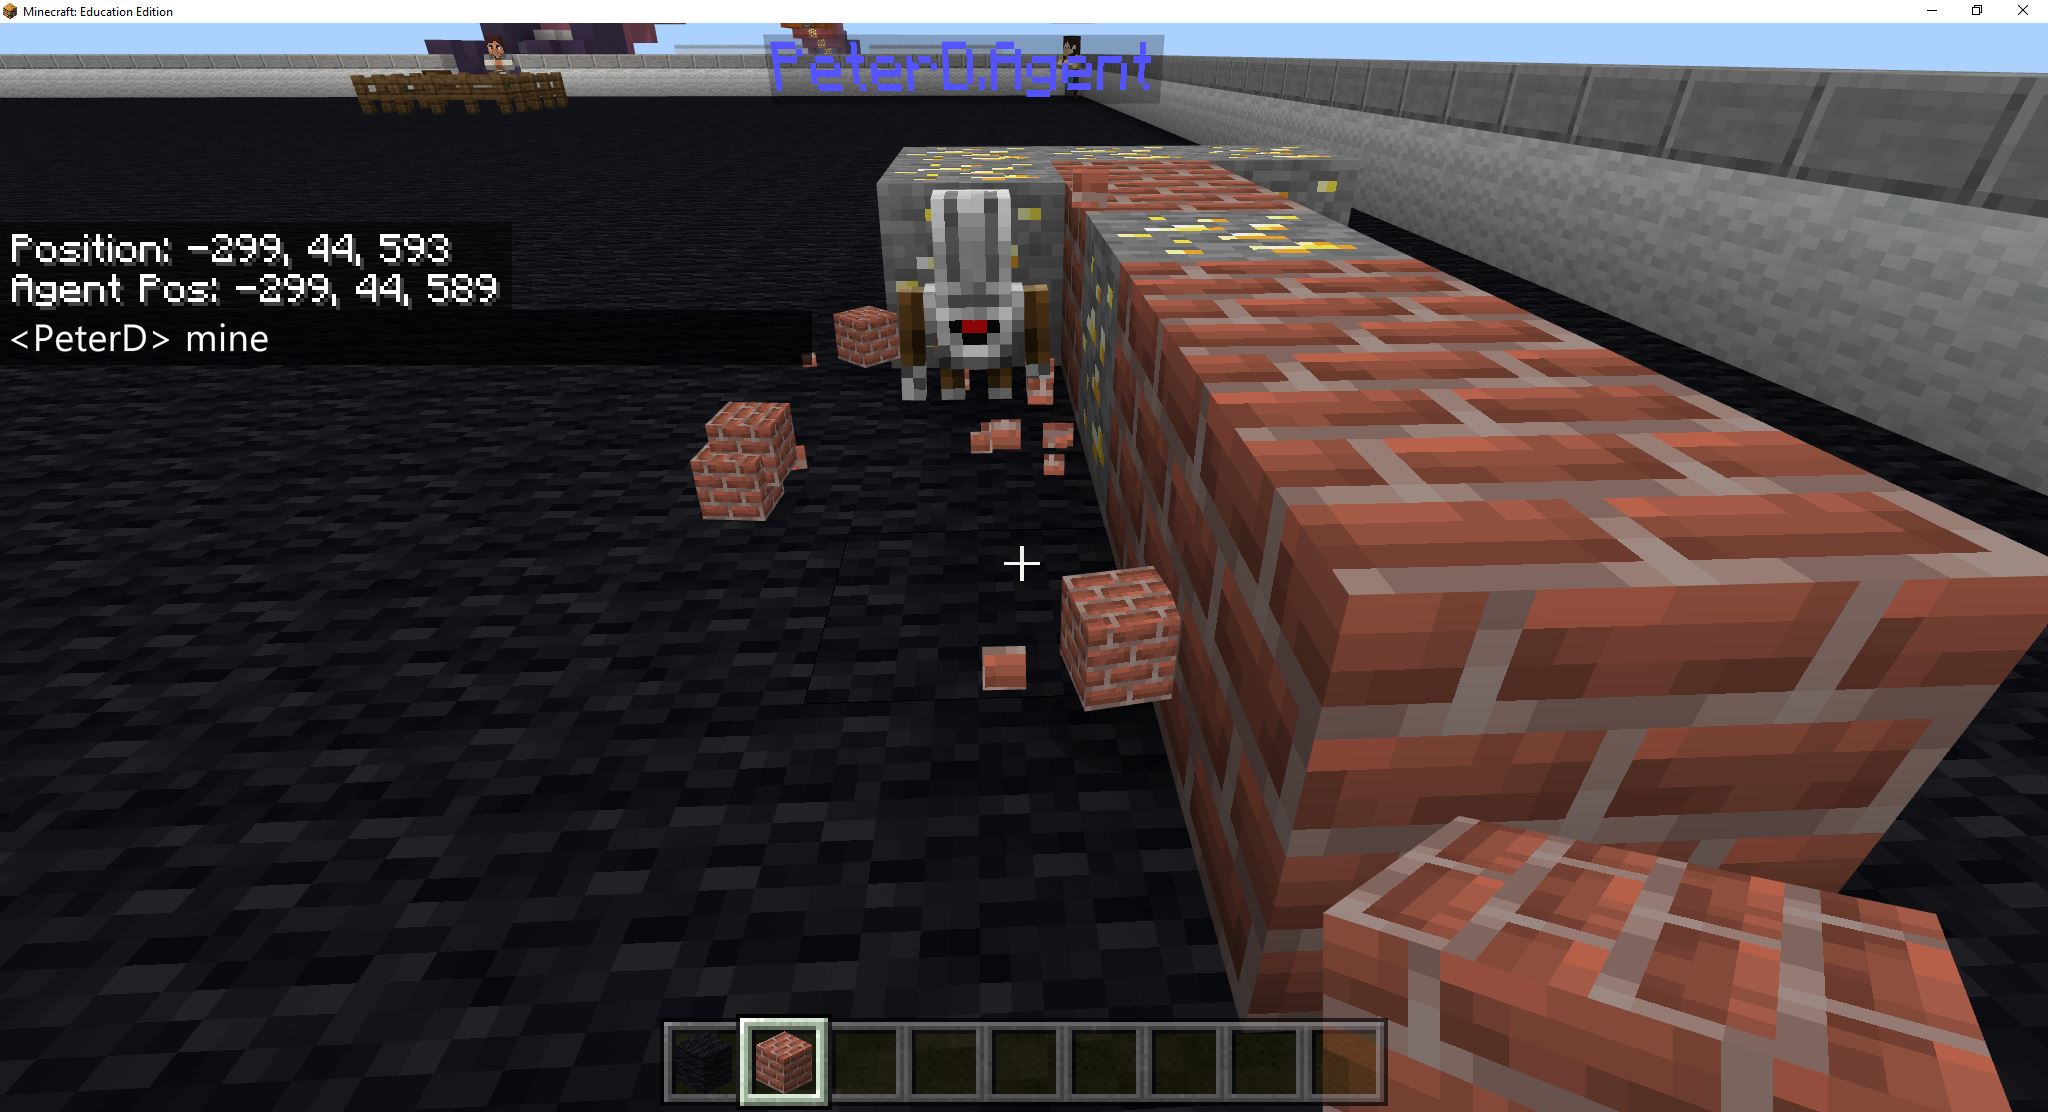 Minecraft: Education Edition
PeterD.Agent
Position: -299, 44, 593
Agent Pos: -299, 44, 589
<PeterD> mine